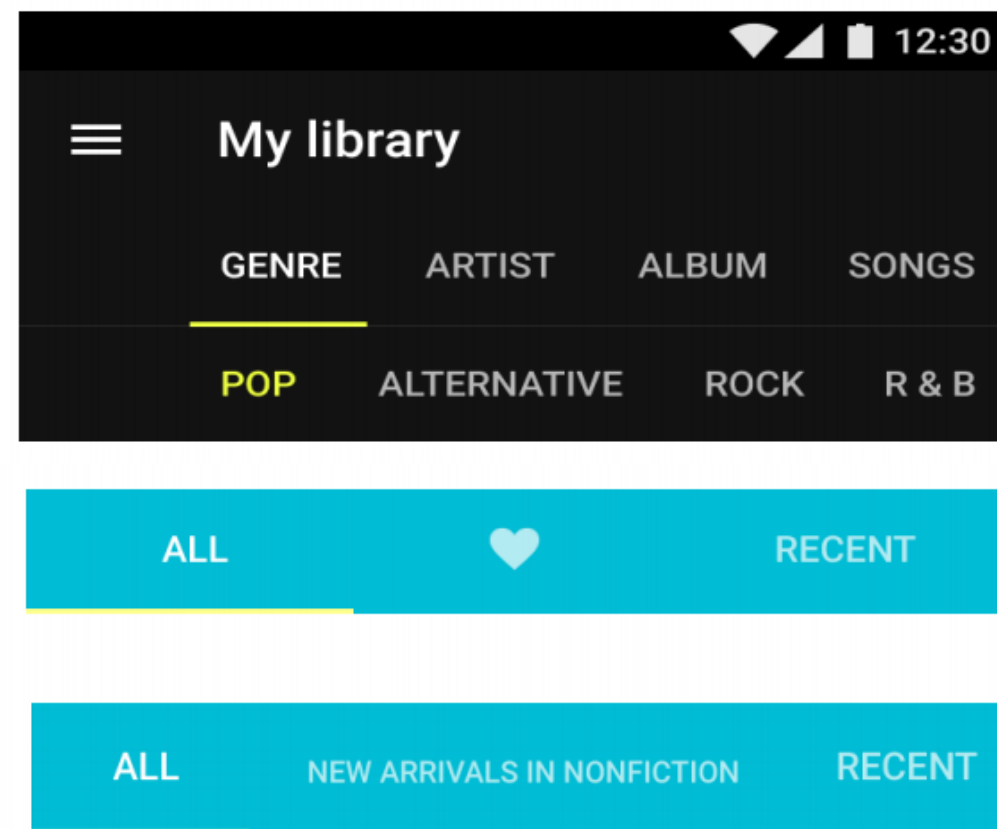 12:30
My library
GENRE ARTIST ALBUM SONGS
POP ALTERNATIVE ROCK R & B
ALL RECENT
ALL NEW ARRIVALS IN NONFICTION RECENT